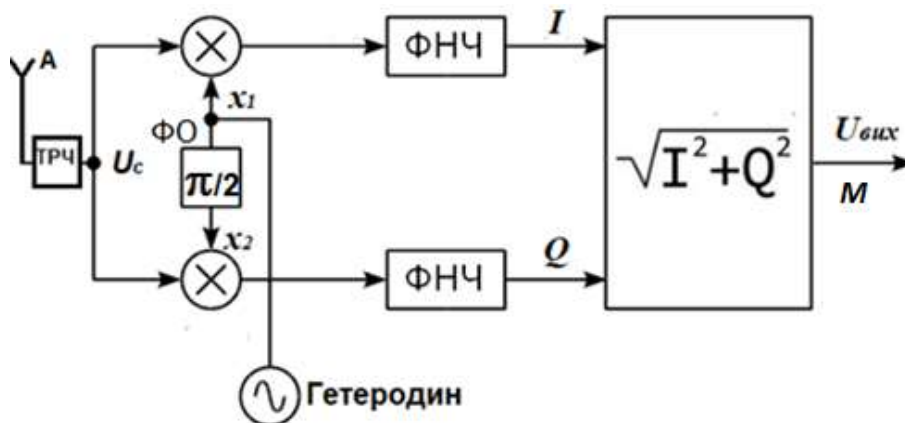 A
ТРЧ
Uc
x1
ФО
π/2
x2
ФНЧ
I
ФНЧ
Q
√I²+Q²
Uвих
М
Гетеродин